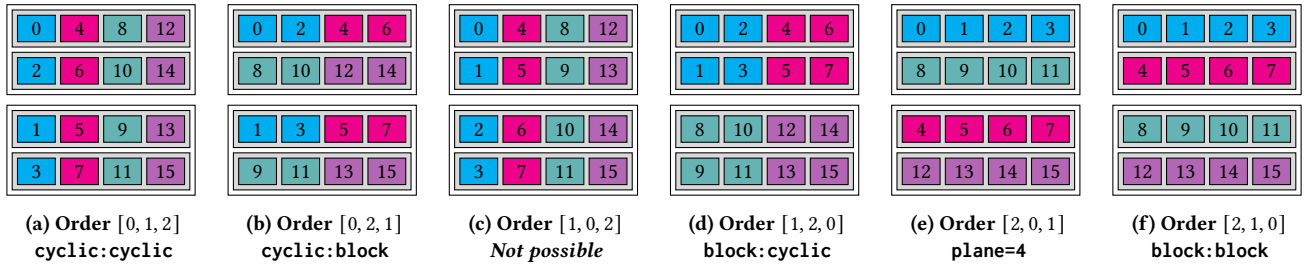 0 4 8 12
2 6 10 14
1 5 9 13
3 7 11 15
(a) Order [0, 1, 2]
cyclic:cyclic
0 2 4 6
8 10 12 14
1 3 5 7
9 11 13 15
(b) Order [0, 2, 1]
cyclic:block
0 4 8 12
1 5 9 13
2 6 10 14
3 7 11 15
(c) Order [1, 0, 2]
Not possible
0 2 4 6
1 3 5 7
8 10 12 14
9 11 13 15
(d) Order [1, 2, 0]
block:cyclic
0 1 2 3
8 9 10 11
4 5 6 7
12 13 14 15
(e) Order [2, 0, 1]
plane=4
0 1 2 3
4 5 6 7
8 9 10 11
12 13 14 15
(f) Order [2, 1, 0]
block:block